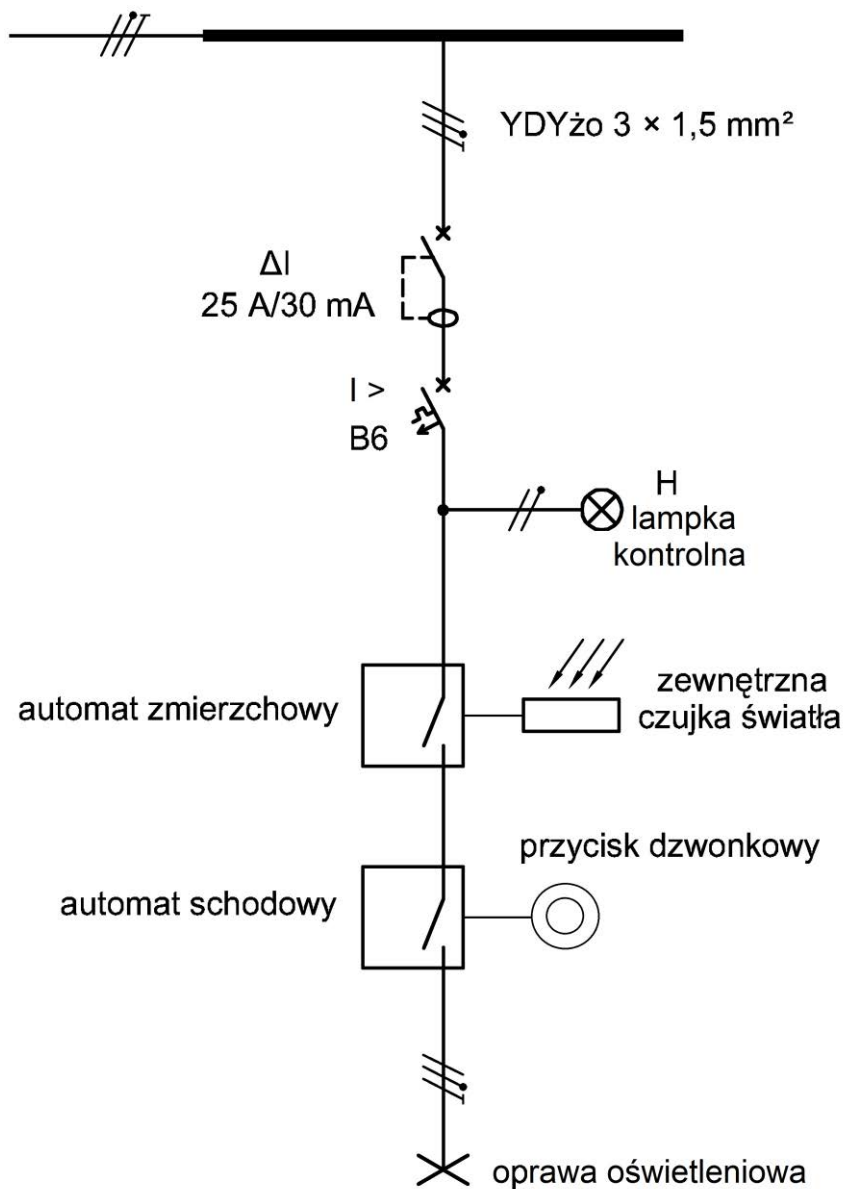 YDYżo 3 × 1,5 mm²
ΔI
25 A/30 mA
I >
B6
H
lampka
kontrolna
automat zmierzchowy
zewnętrzna
czujka światła
przycisk dzwonkowy
automat schodowy
oprawa oświetleniowa